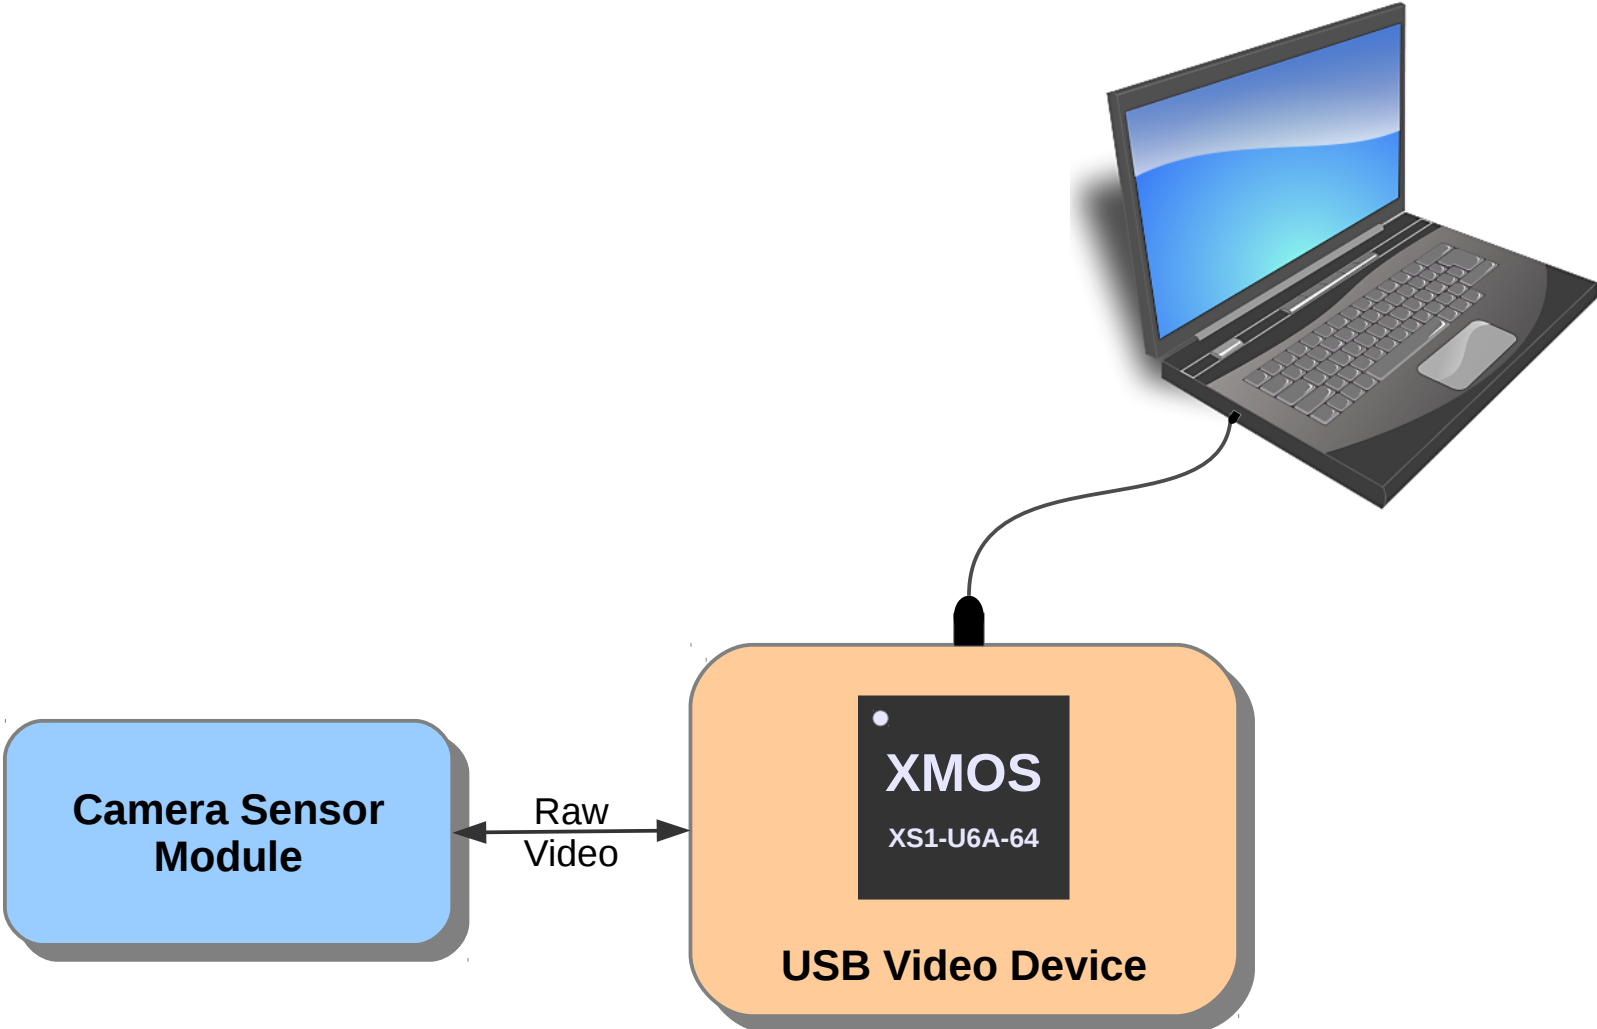 Camera Sensor
Module
Raw
Video
XMOS
XS1-U6A-64
USB Video Device